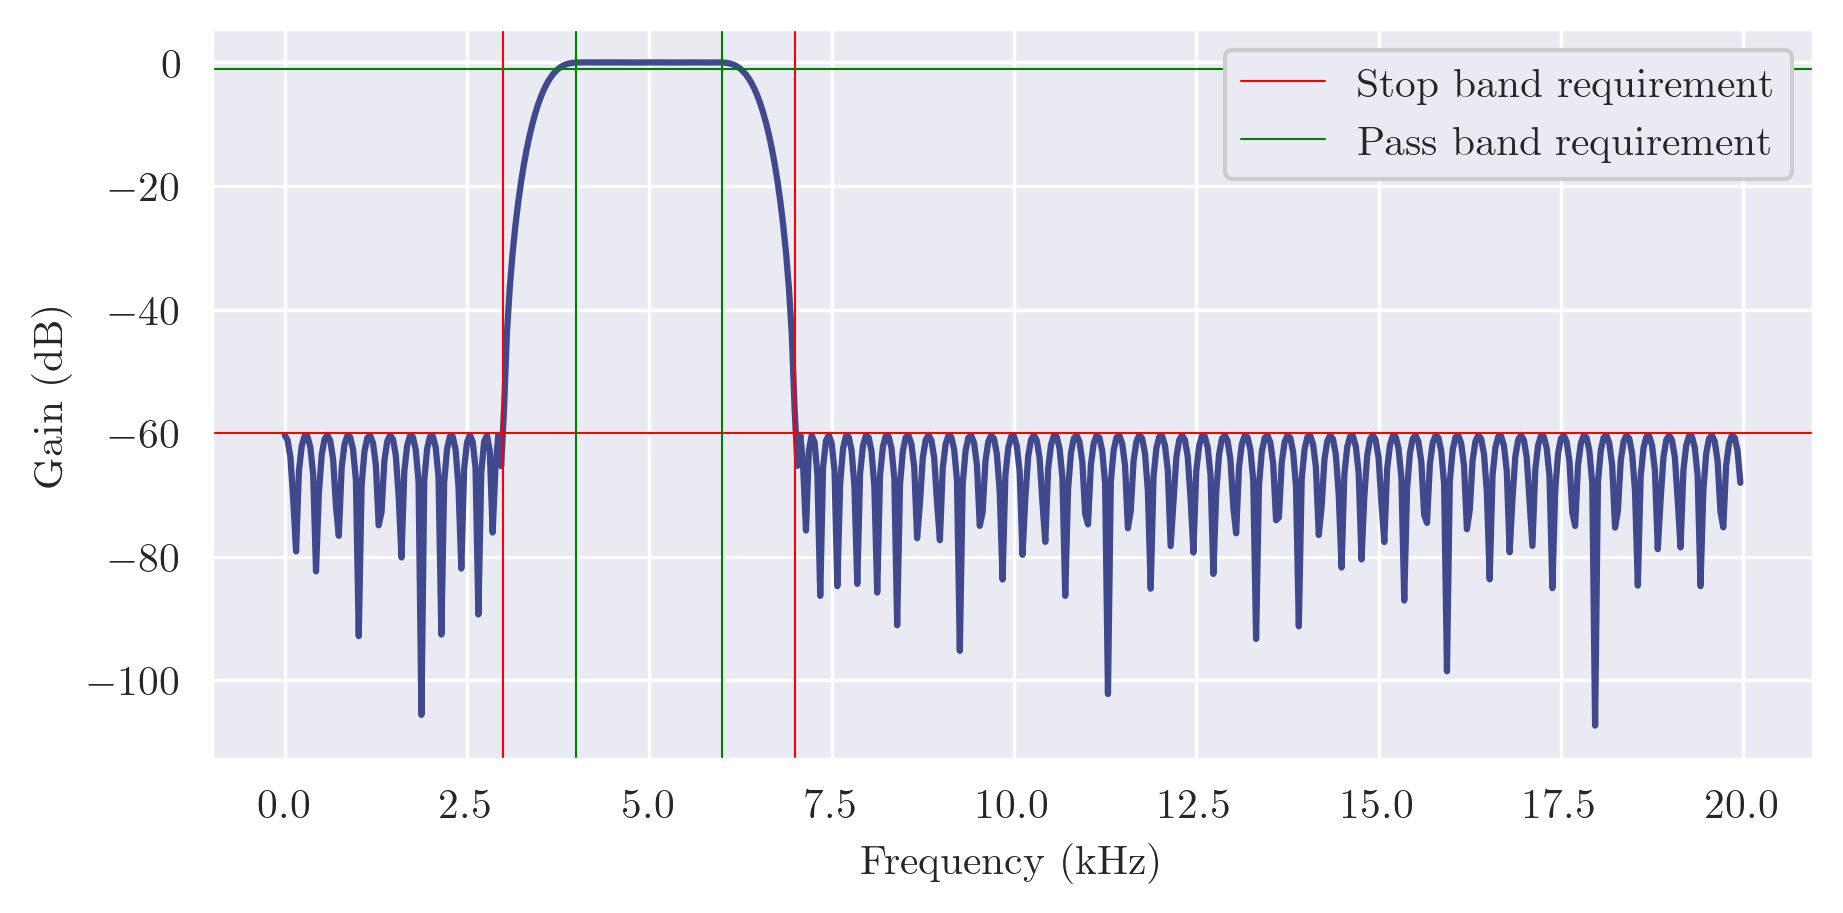 Gain (dB)
0
−20
−40
−60
−80
−100
Stop band requirement
Pass band requirement
0.0 2.5 5.0 7.5 10.0 12.5 15.0 17.5 20.0
Frequency (kHz)